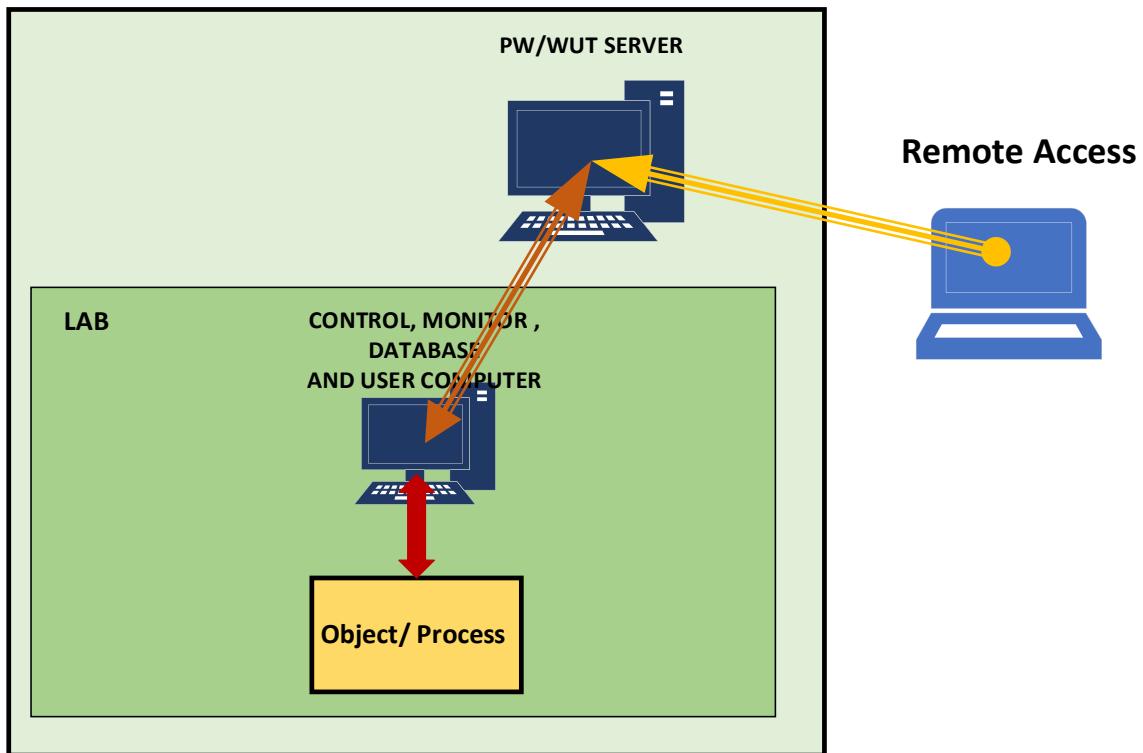 PW/WUT SERVER
Remote Access
LAB
CONTROL, MONITOR ,
DATABASE
AND USER COMPUTER
Object/ Process